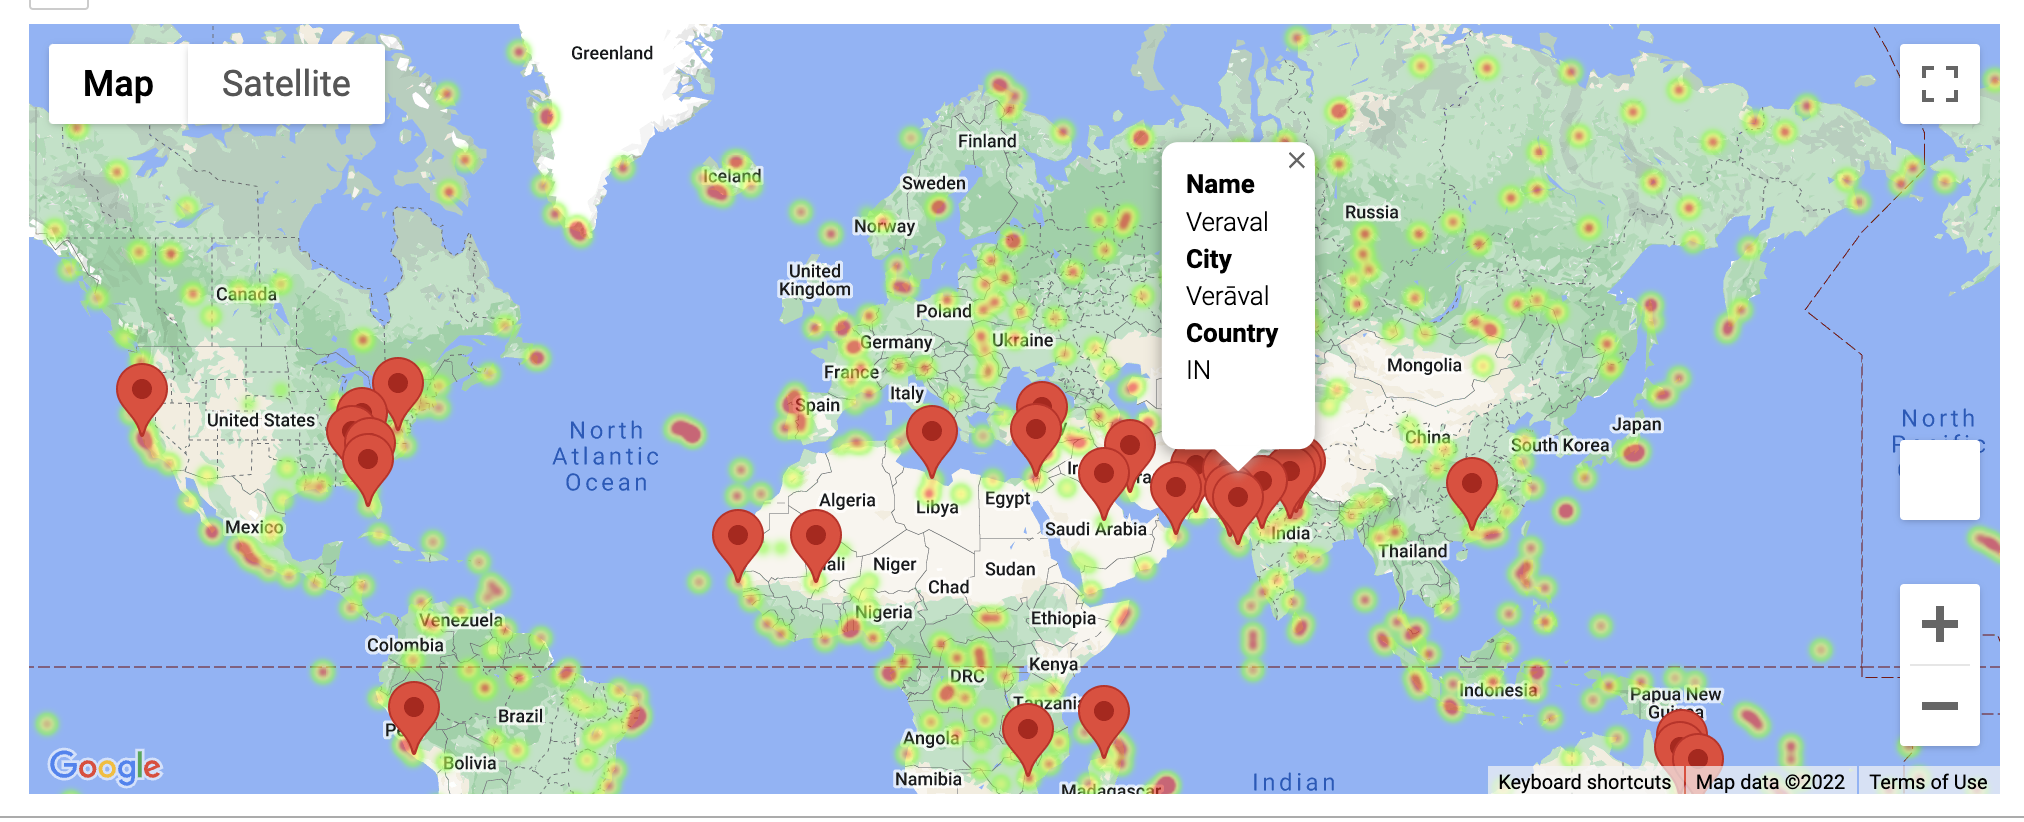 Map
Satellite
Greenland
Finland
Iceland
Sweden
Norway
Russia
Name
Veraval
City
Verāval
Country
IN
United
Kingdom
Canada
Poland
Germany
Ukraine
France
Mongolia
Italy
Spain
United States
North
Atlantic
Ocean
North
China
Japan
South Korea
Algeria
Libya
Egypt
Saudi Arabia
India
Mexico
Thailand
Niger
Sudan
Chad
Nigeria
Ethiopia
Venezuela
Colombia
Kenya
DRC
Tanzania
Indonesia
Papua New
Guinea
Brazil
Angola
Bolivia
Namibia
Madagascar
Indian
Google
Keyboard shortcuts
Map data ©2022
Terms of Use